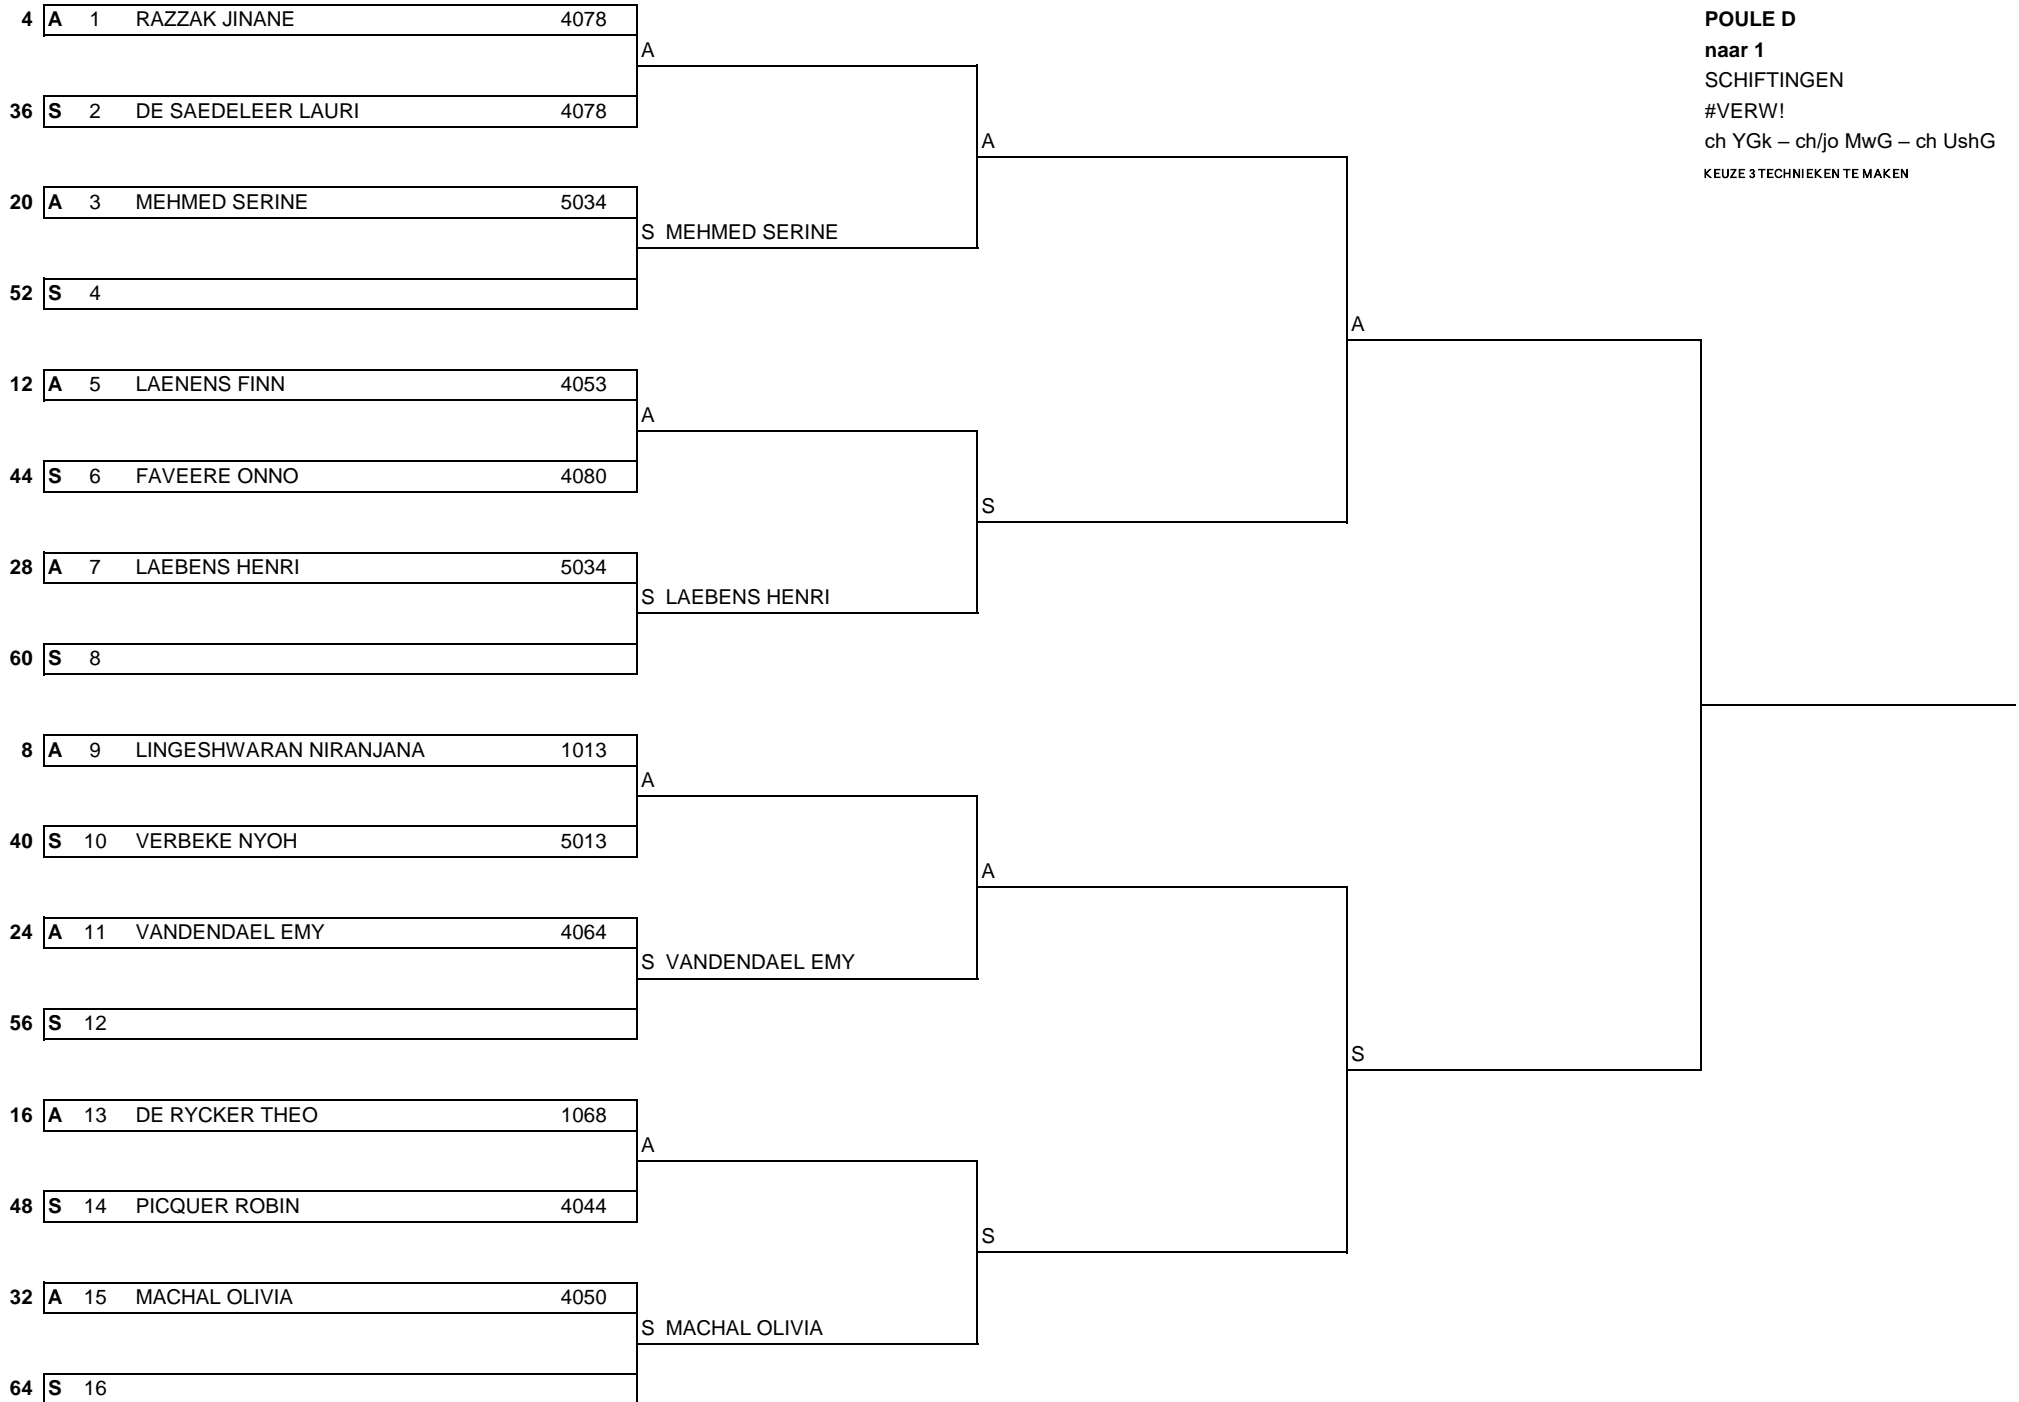 4 A 1 RAZZAK JINANE 4078
POULE D
A
naar 1
SCHIFTINGEN
36 S 2 DE SAEDELEER LAURI 4078
#VERW!
A
ch YGk – ch/jo MwG – ch UshG
KEUZE 3 TECHNIEKEN TE MAKEN
20 A 3 MEHMED SERINE 5034
S MEHMED SERINE
52 S 4
A
12 A 5 LAENENS FINN 4053
A
44 S 6 FAVEERE ONNO 4080
S
28 A 7 LAEBENS HENRI 5034
S LAEBENS HENRI
60 S 8
8 A 9 LINGESHWARAN NIRANJANA 1013
A
40 S 10 VERBEKE NYOH 5013
A
24 A 11 VANDENDAEL EMY 4064
S VANDENDAEL EMY
56 S 12
S
16 A 13 DE RYCKER THEO 1068
A
48 S 14 PICQUER ROBIN 4044
S
32 A 15 MACHAL OLIVIA 4050
S MACHAL OLIVIA
64 S 16